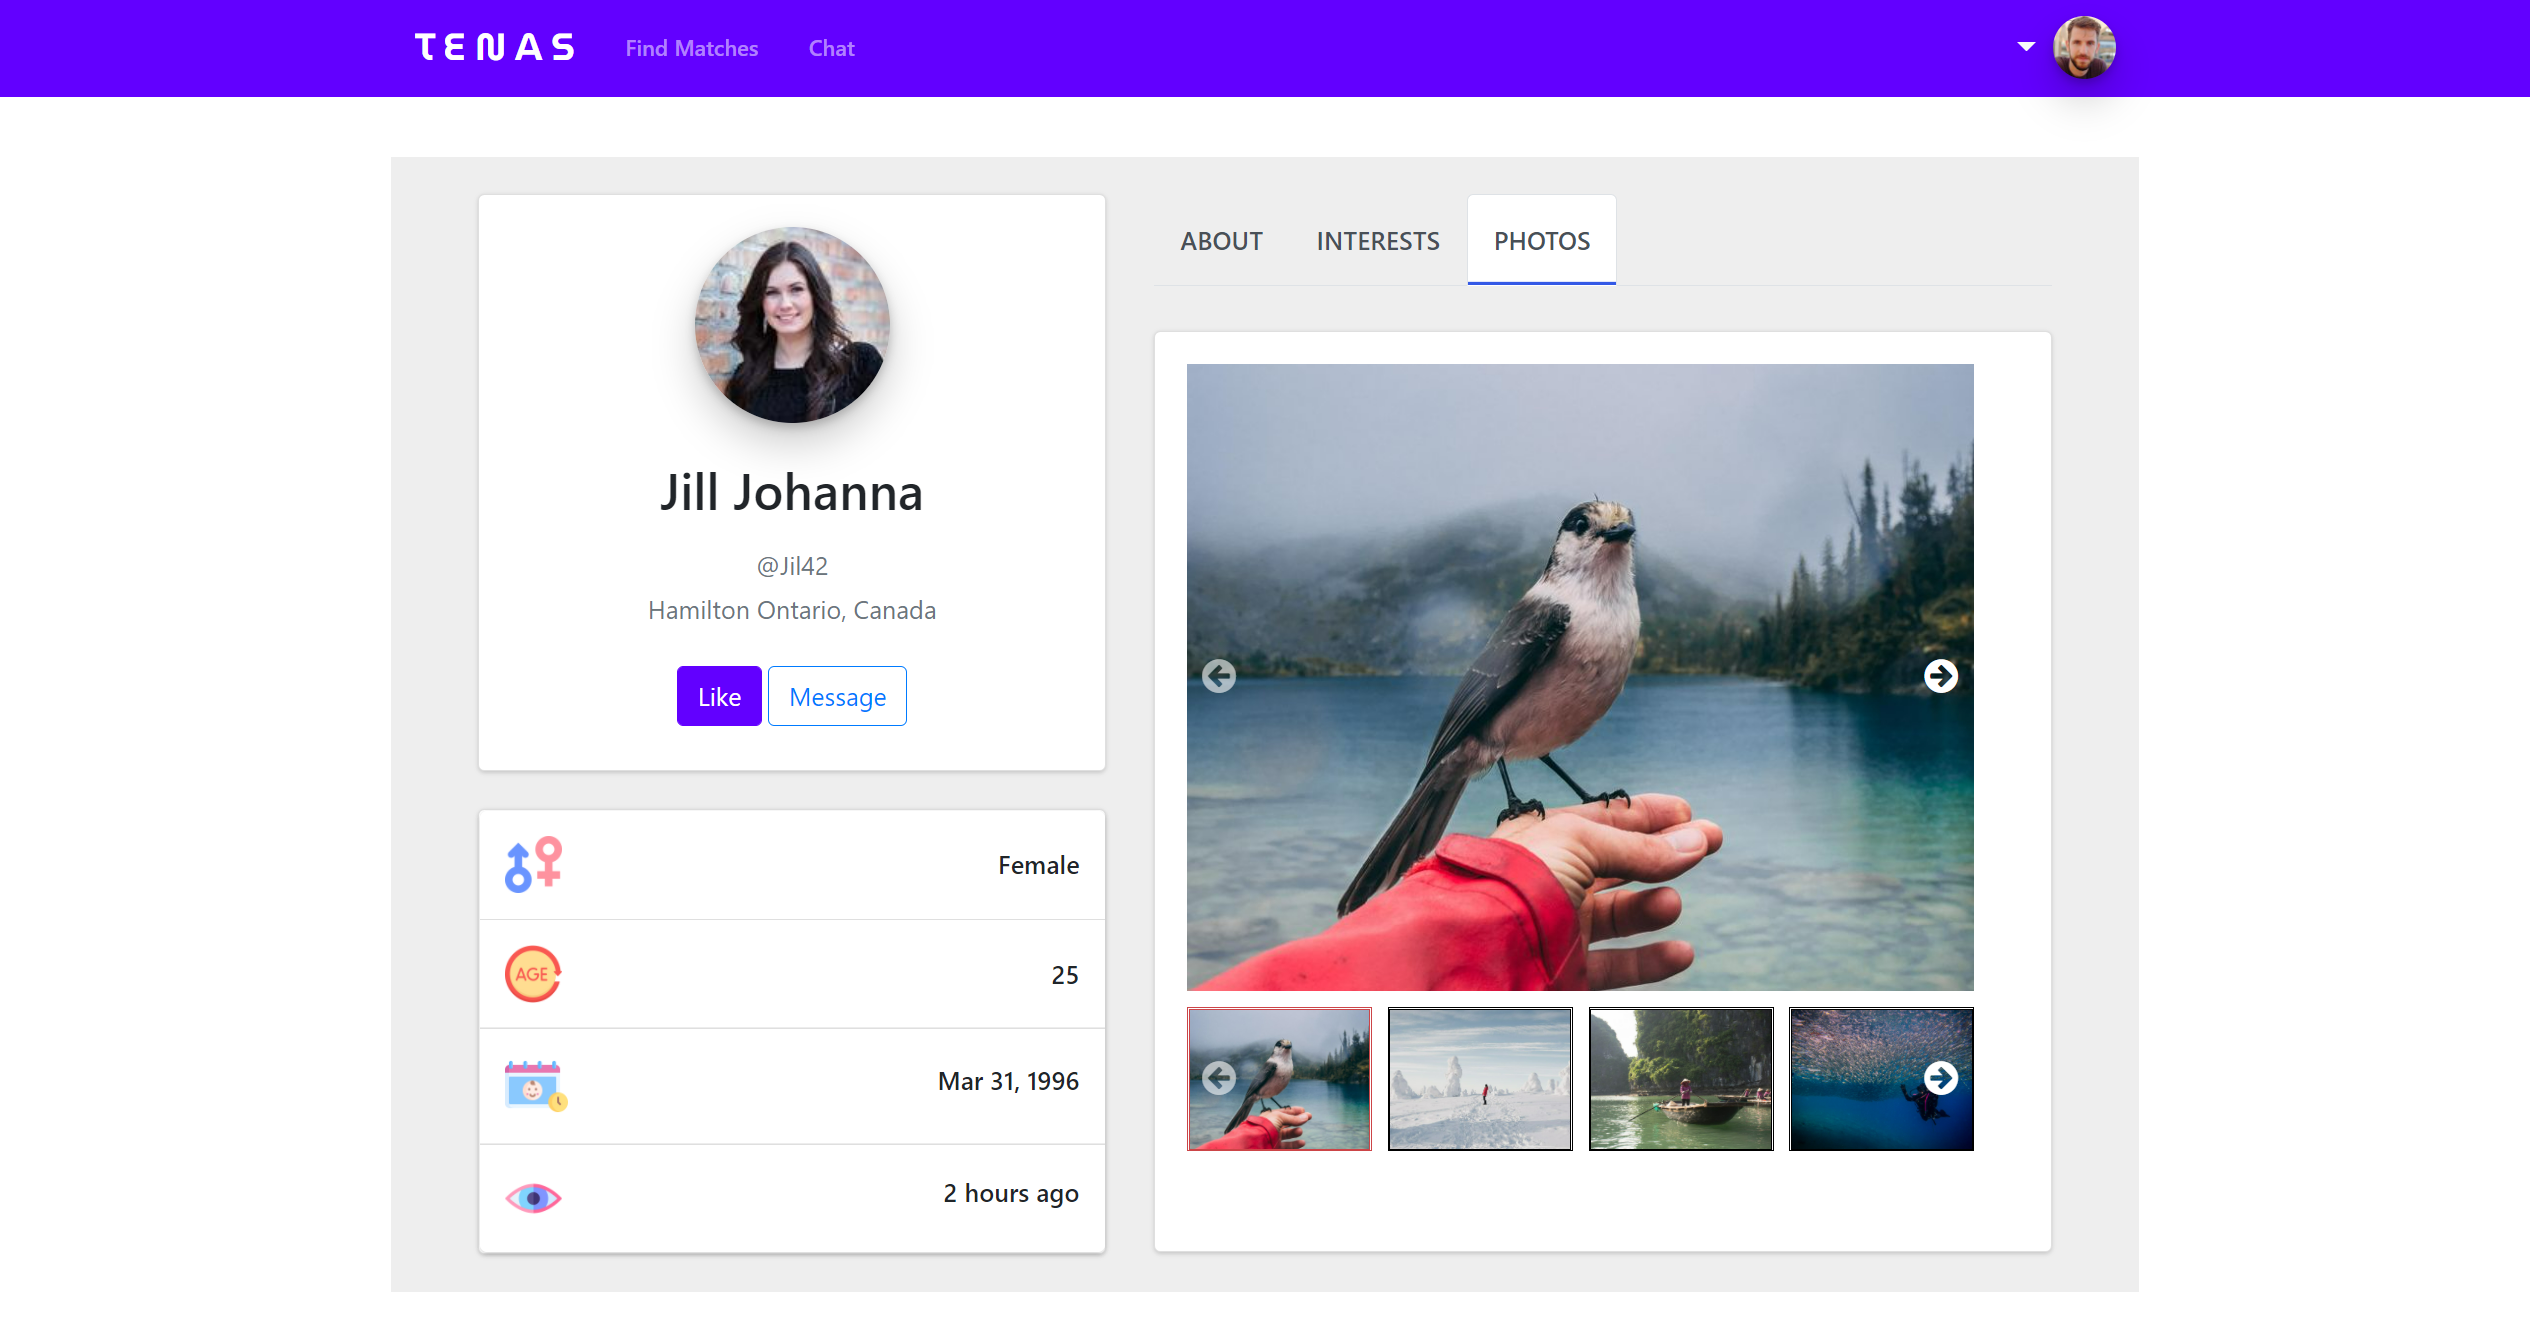 TENAS Find Matches Chat
Jill Johanna
@Jil42
Hamilton Ontario, Canada
Like Message
Female
AGE 25
Mar 31, 1996
2 hours ago
ABOUT INTERESTS PHOTOS